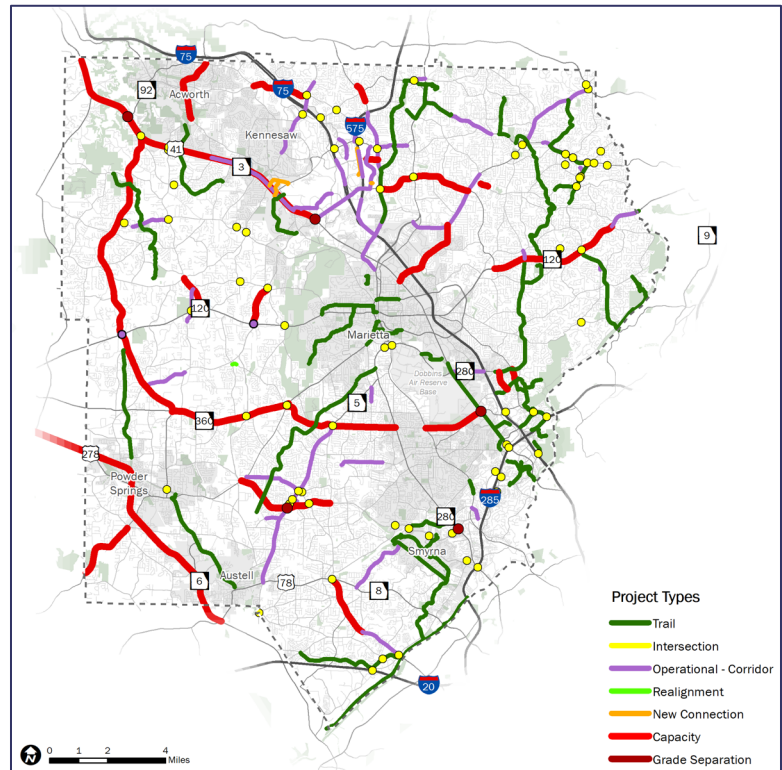 75
92
Acworth
75
Kennesaw
575
41
3
9
120
120
Marietta
Dobbins
Air Reserve
Base
280
5
360
278
Powder
Springs
285
280
Smyrna
Austell
6
78
8
20
Project Types
Trail
Intersection
Operational - Corridor
Realignment
New Connection
Capacity
Grade Separation
N
0 1 2 4
Miles